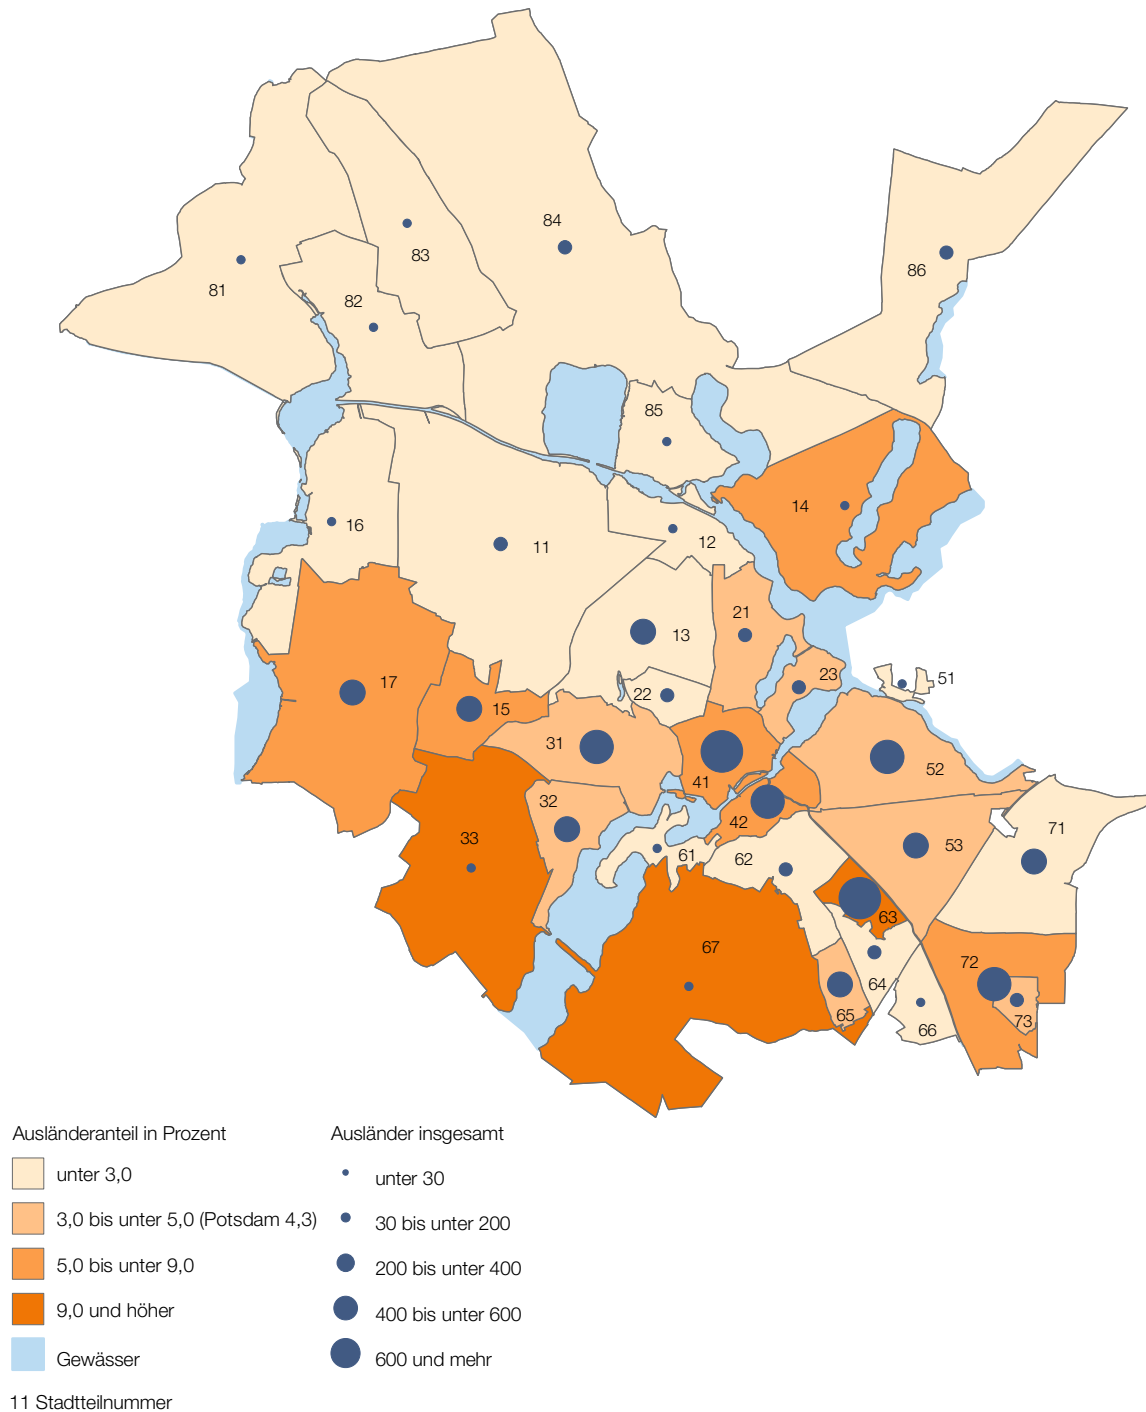 84
83
86
81
82
85
14
16
11
12
21
13
23
17
22
51
15
31
52
41
32
42
71
33
53
61
62
63
67
72
64
65
73
66
Ausländeranteil in Prozent
unter 3,0
3,0 bis unter 5,0 (Potsdam 4,3)
5,0 bis unter 9,0
9,0 und höher
Gewässer
11 Stadtteilnummer
Ausländer insgesamt
unter 30
30 bis unter 200
200 bis unter 400
400 bis unter 600
600 und mehr